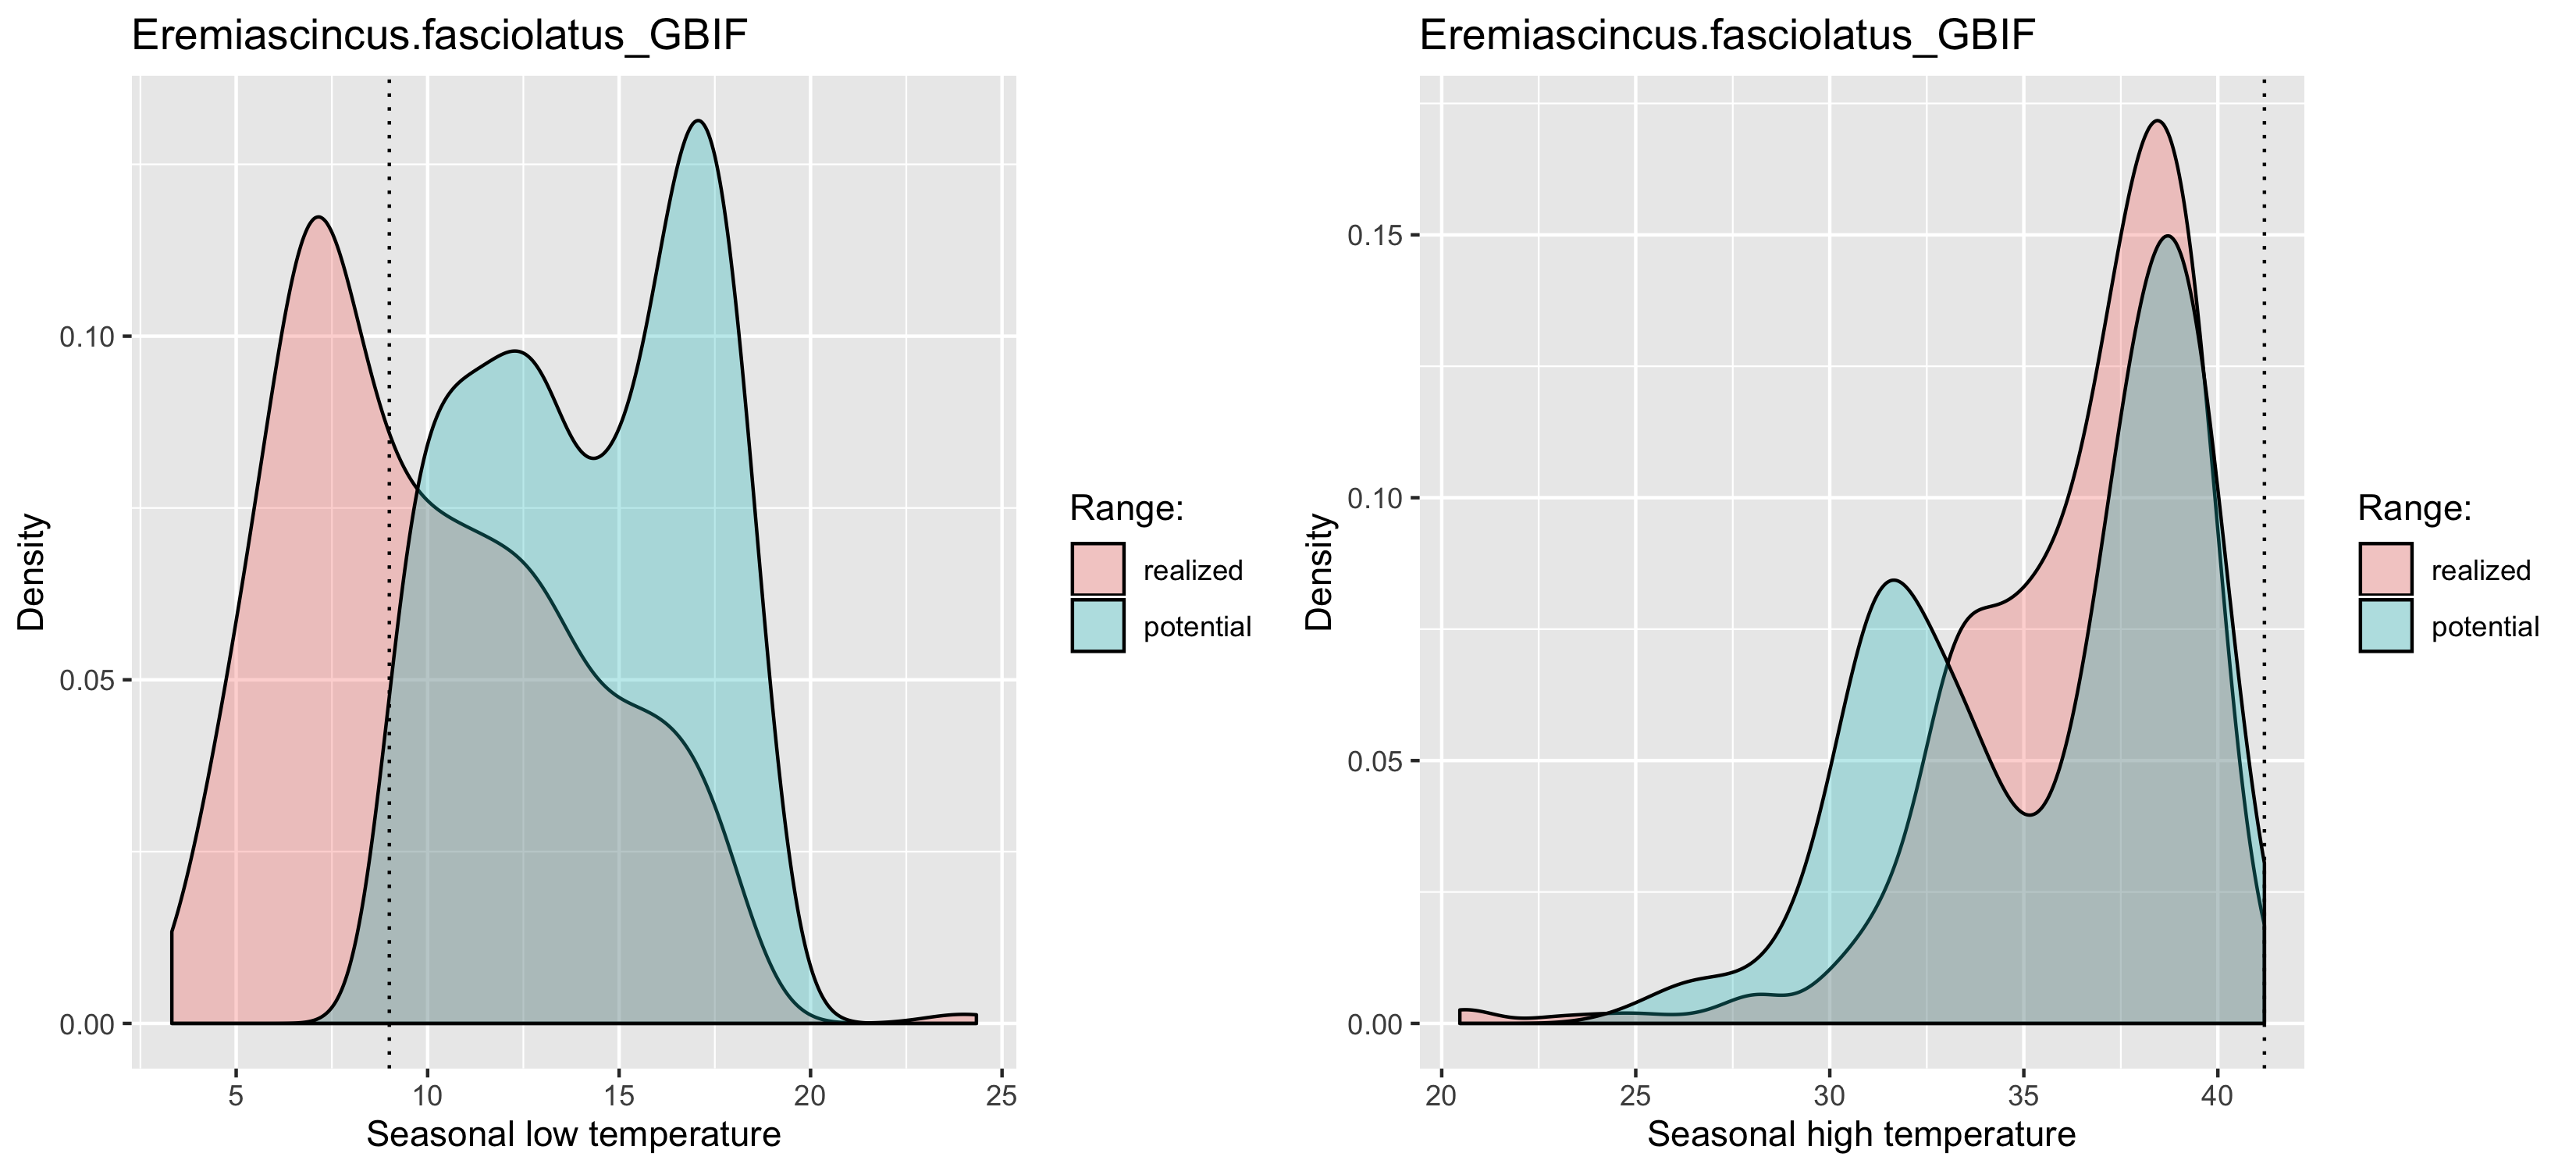 Eremiascincus.fasciolatus_GBIF
Density
0.10
0.05
0.00
5 10 15 20 25
Seasonal low temperature
Range:
realized
potential
Eremiascincus.fasciolatus_GBIF
Density
0.15
0.10
0.05
0.00
20 25 30 35 40
Seasonal high temperature
Range:
realized
potential